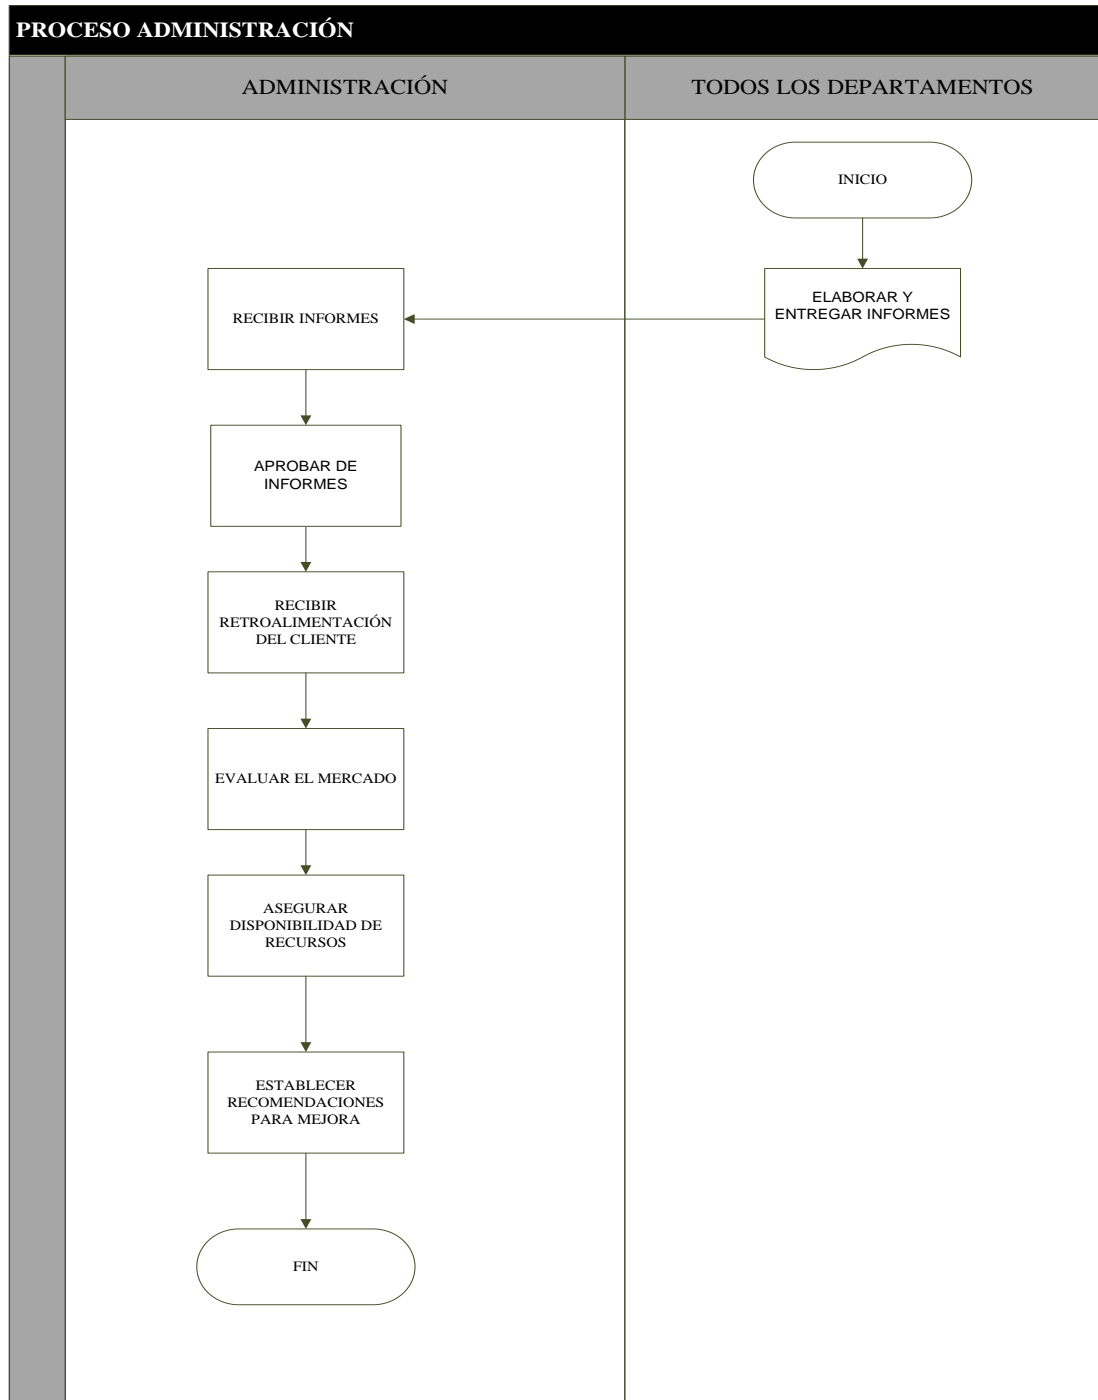 PROCESO ADMINISTRACIÓN
ADMINISTRACIÓN
TODOS LOS DEPARTAMENTOS
INICIO
ELABORAR Y
ENTREGAR INFORMES
RECIBIR INFORMES
APROBAR DE
INFORMES
RECIBIR
RETROALIMENTACIÓN
DEL CLIENTE
EVALUAR EL MERCADO
ASEGURAR
DISPONIBILIDAD DE
RECURSOS
ESTABLECER
RECOMENDACIONES
PARA MEJORA
FIN